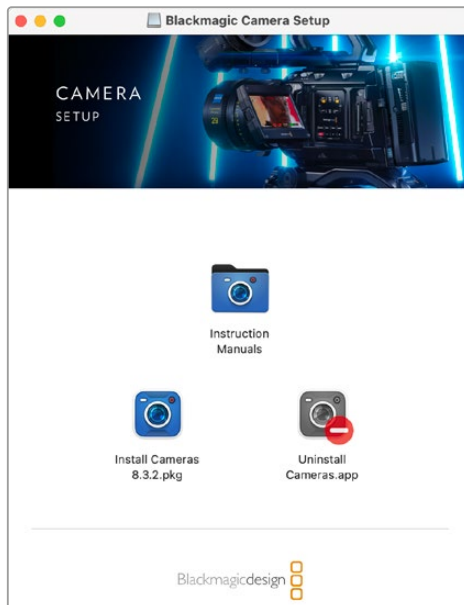 Blackmagic Camera Setup
CAMERA
SETUP
Instruction
Manuals
Install Cameras
8.3.2.pkg
Uninstall
Cameras.app
Blackmagicdesign